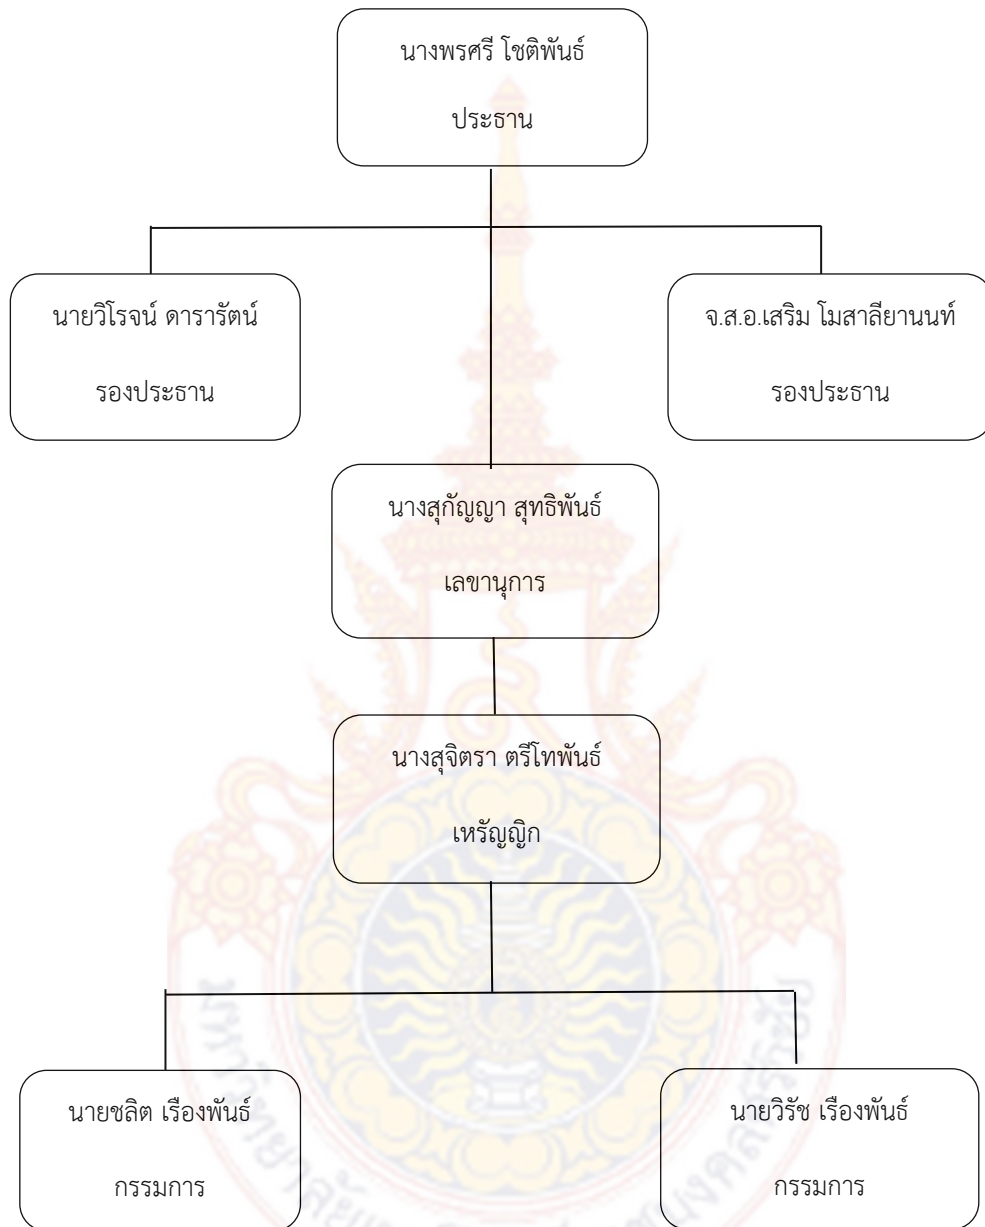 นางพรศรี โชติพันธ์
ประธาน
นายวิโรจน์ ดารารัตน์
รองประธาน
จ.ส.อ.เสริม โมสาลียานนท์
รองประธาน
นางสุกัญญา สุทธิพันธ์
เลขานุการ
นางสุจิตรา ตรีโทพันธ์
เหรัญญิก
นายชลิต เรืองพันธ์
กรรมการ
นายวิรัช เรืองพันธ์
กรรมการ